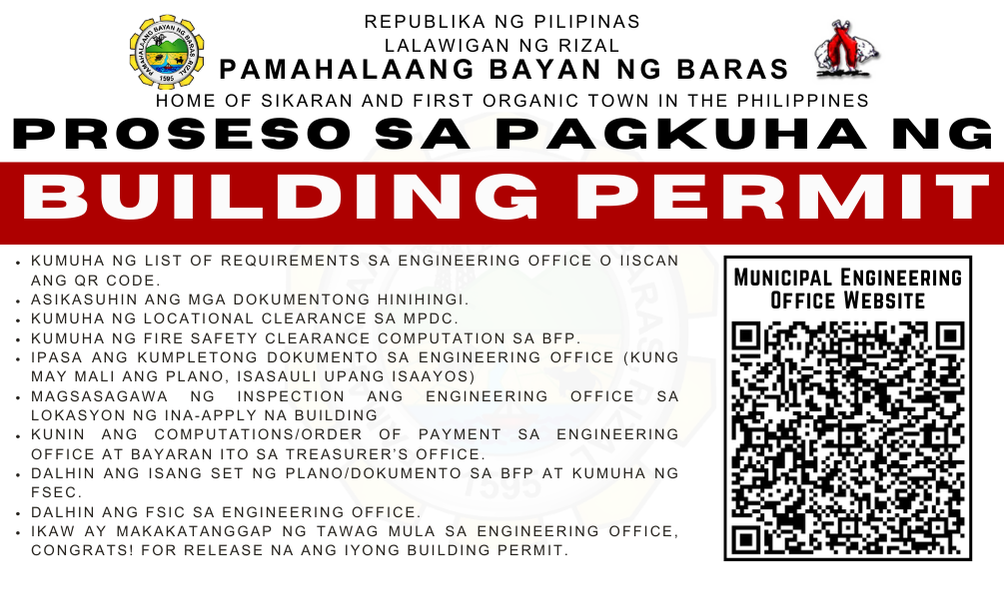 REPUBLIKA NG PILIPINAS
LALAWIGAN NG RIZAL
PAMAHALAANG BAYAN NG BARAS
HOME OF SIKARAN AND FIRST ORGANIC TOWN IN THE PHILIPPINES
PAMAHALAANG BAYAN NG BARAS RIZAL
1595
PROSESO SA PAGKUHA NG
BUILDING PERMIT
• KUMUHA NG LIST OF REQUIREMENTS SA ENGINEERING OFFICE O IISCAN
ANG QR CODE.
• ASIKASUHIN ANG MGA DOKUMENTONG HINIHINGI.
• KUMUHA NG LOCATIONAL CLEARANCE SA MPDC.
• KUMUHA NG FIRE SAFETY CLEARANCE COMPUTATION SA BFP.
• IPASA ANG KUMPLETONG DOKUMENTO SA ENGINEERING OFFICE (KUNG
MAY MALI ANG PLANO, ISASAULI UPANG ISAAYOS)
• MAGSASAGAWA NG INSPECTION ANG ENGINEERING OFFICE SA
LOKASYON NG INA-APPLY NA BUILDING
• KUNIN ANG COMPUTATIONS/ORDER OF PAYMENT SA ENGINEERING
OFFICE AT BAYARAN ITO SA TREASURER'S OFFICE.
• DALHIN ANG ISANG SET NG PLANO/DOKUMENTO SA BFP AT KUMUHA NG
FSEC.
• DALHIN ANG FSIC SA ENGINEERING OFFICE.
• IKAW AY MAKAKATANGGAP NG TAWAG MULA SA ENGINEERING OFFICE,
CONGRATS! FOR RELEASE NA ANG IYONG BUILDING PERMIT.
MUNICIPAL ENGINEERING
OFFICE WEBSITE
1595